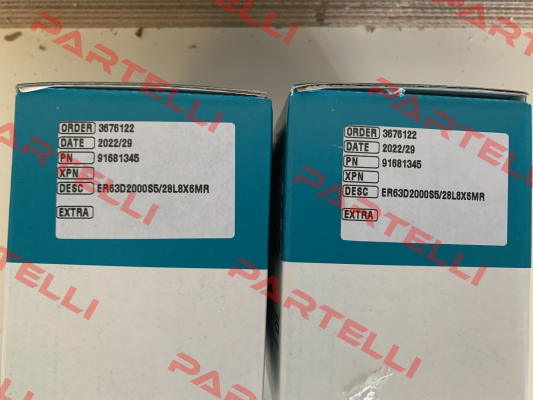 PARTELLI
ORDER 3676122
DATE 2022/29
PN 91681345
XPN
DESC ER63D2000S5/28L8X6MR
EXTRA
ORDER 3676122
DATE 2022/29
PN 91681345
XPN
DESC ER63D2000S5/28L8X6MR
EXTRA
PARTELLI
PARTELLI
PARTELLI